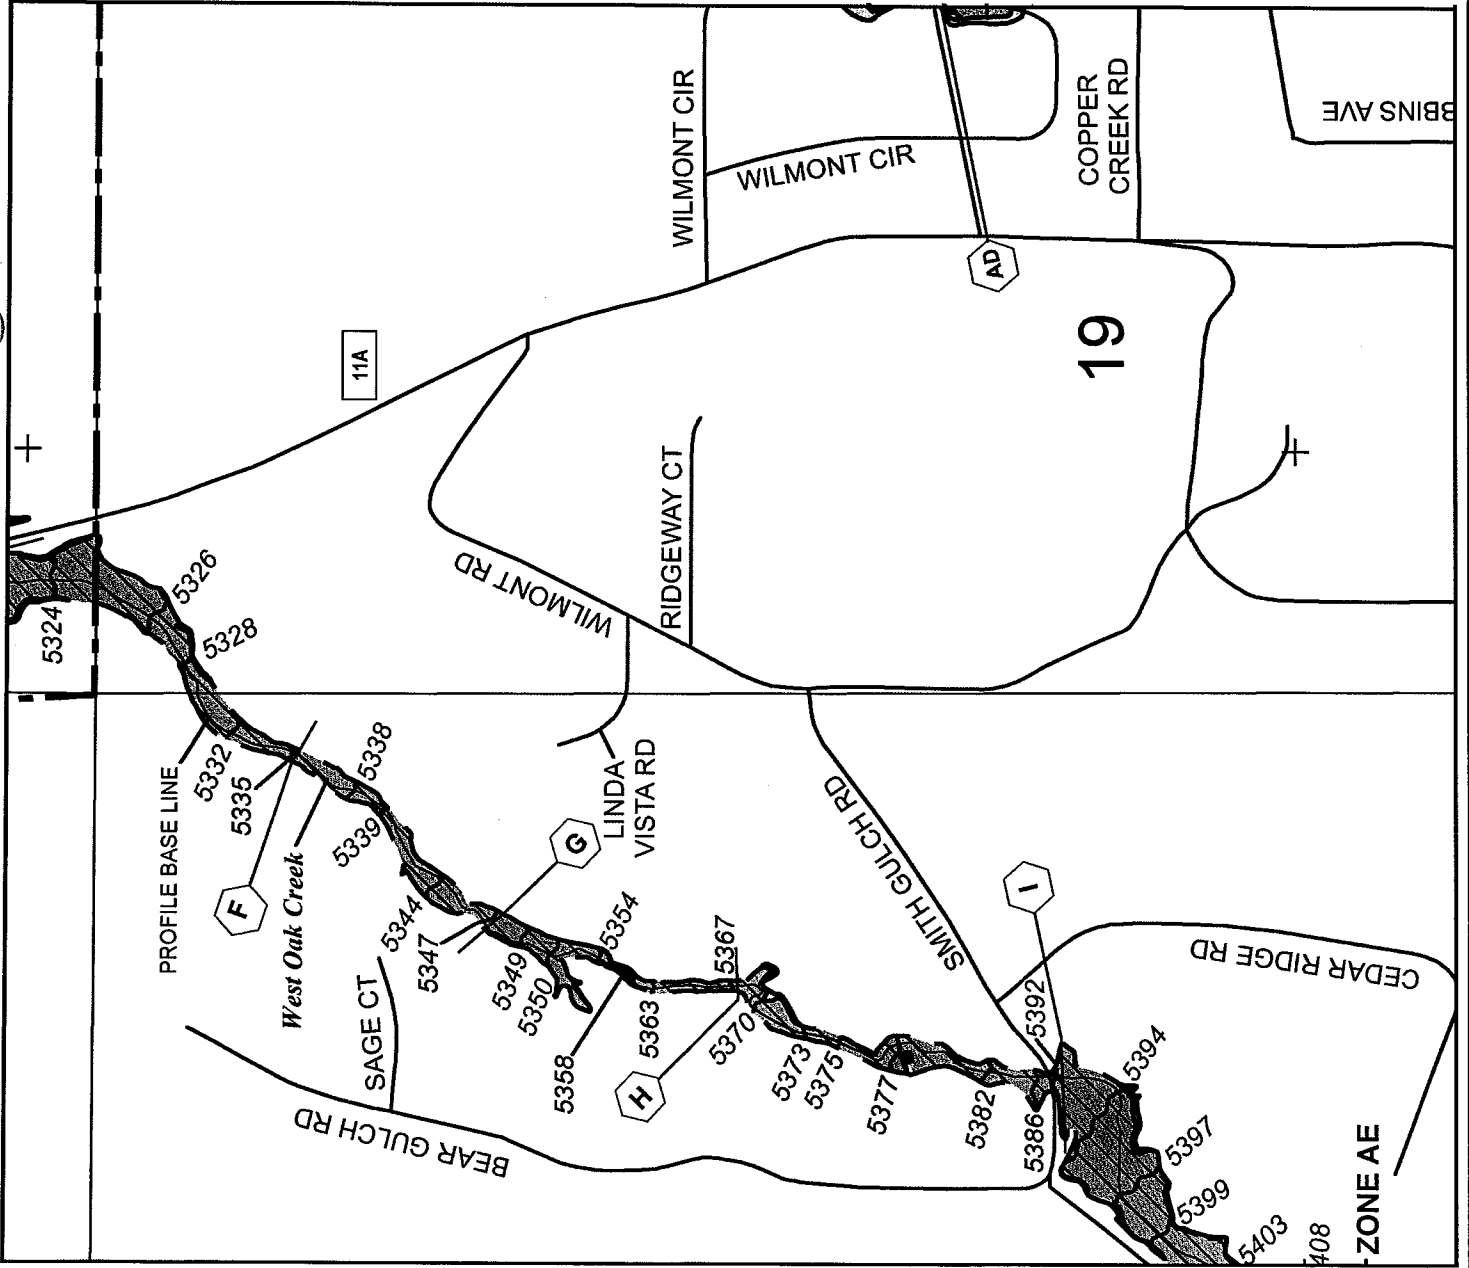 WILMONT CIR
WILMONT CIR
COPPER
CREEK RD
BBINS AVE
11A
AD
19
RIDGEWAY CT
WILMONT RD
5324
5326
5328
PROFILE BASE LINE
5332
5335
5338
5339
F
West Oak Creek
G
LINDA
VISTA RD
SMITH GULCH RD
5344
5347
5349
5350
5354
SAGE CT
BEAR GULCH RD
5358
5363
5367
H
5370
5373
5375
5377
5382
5386
5392
I
CEDAR RIDGE RD
5394
5397
5399
5403
408
ZONE AE